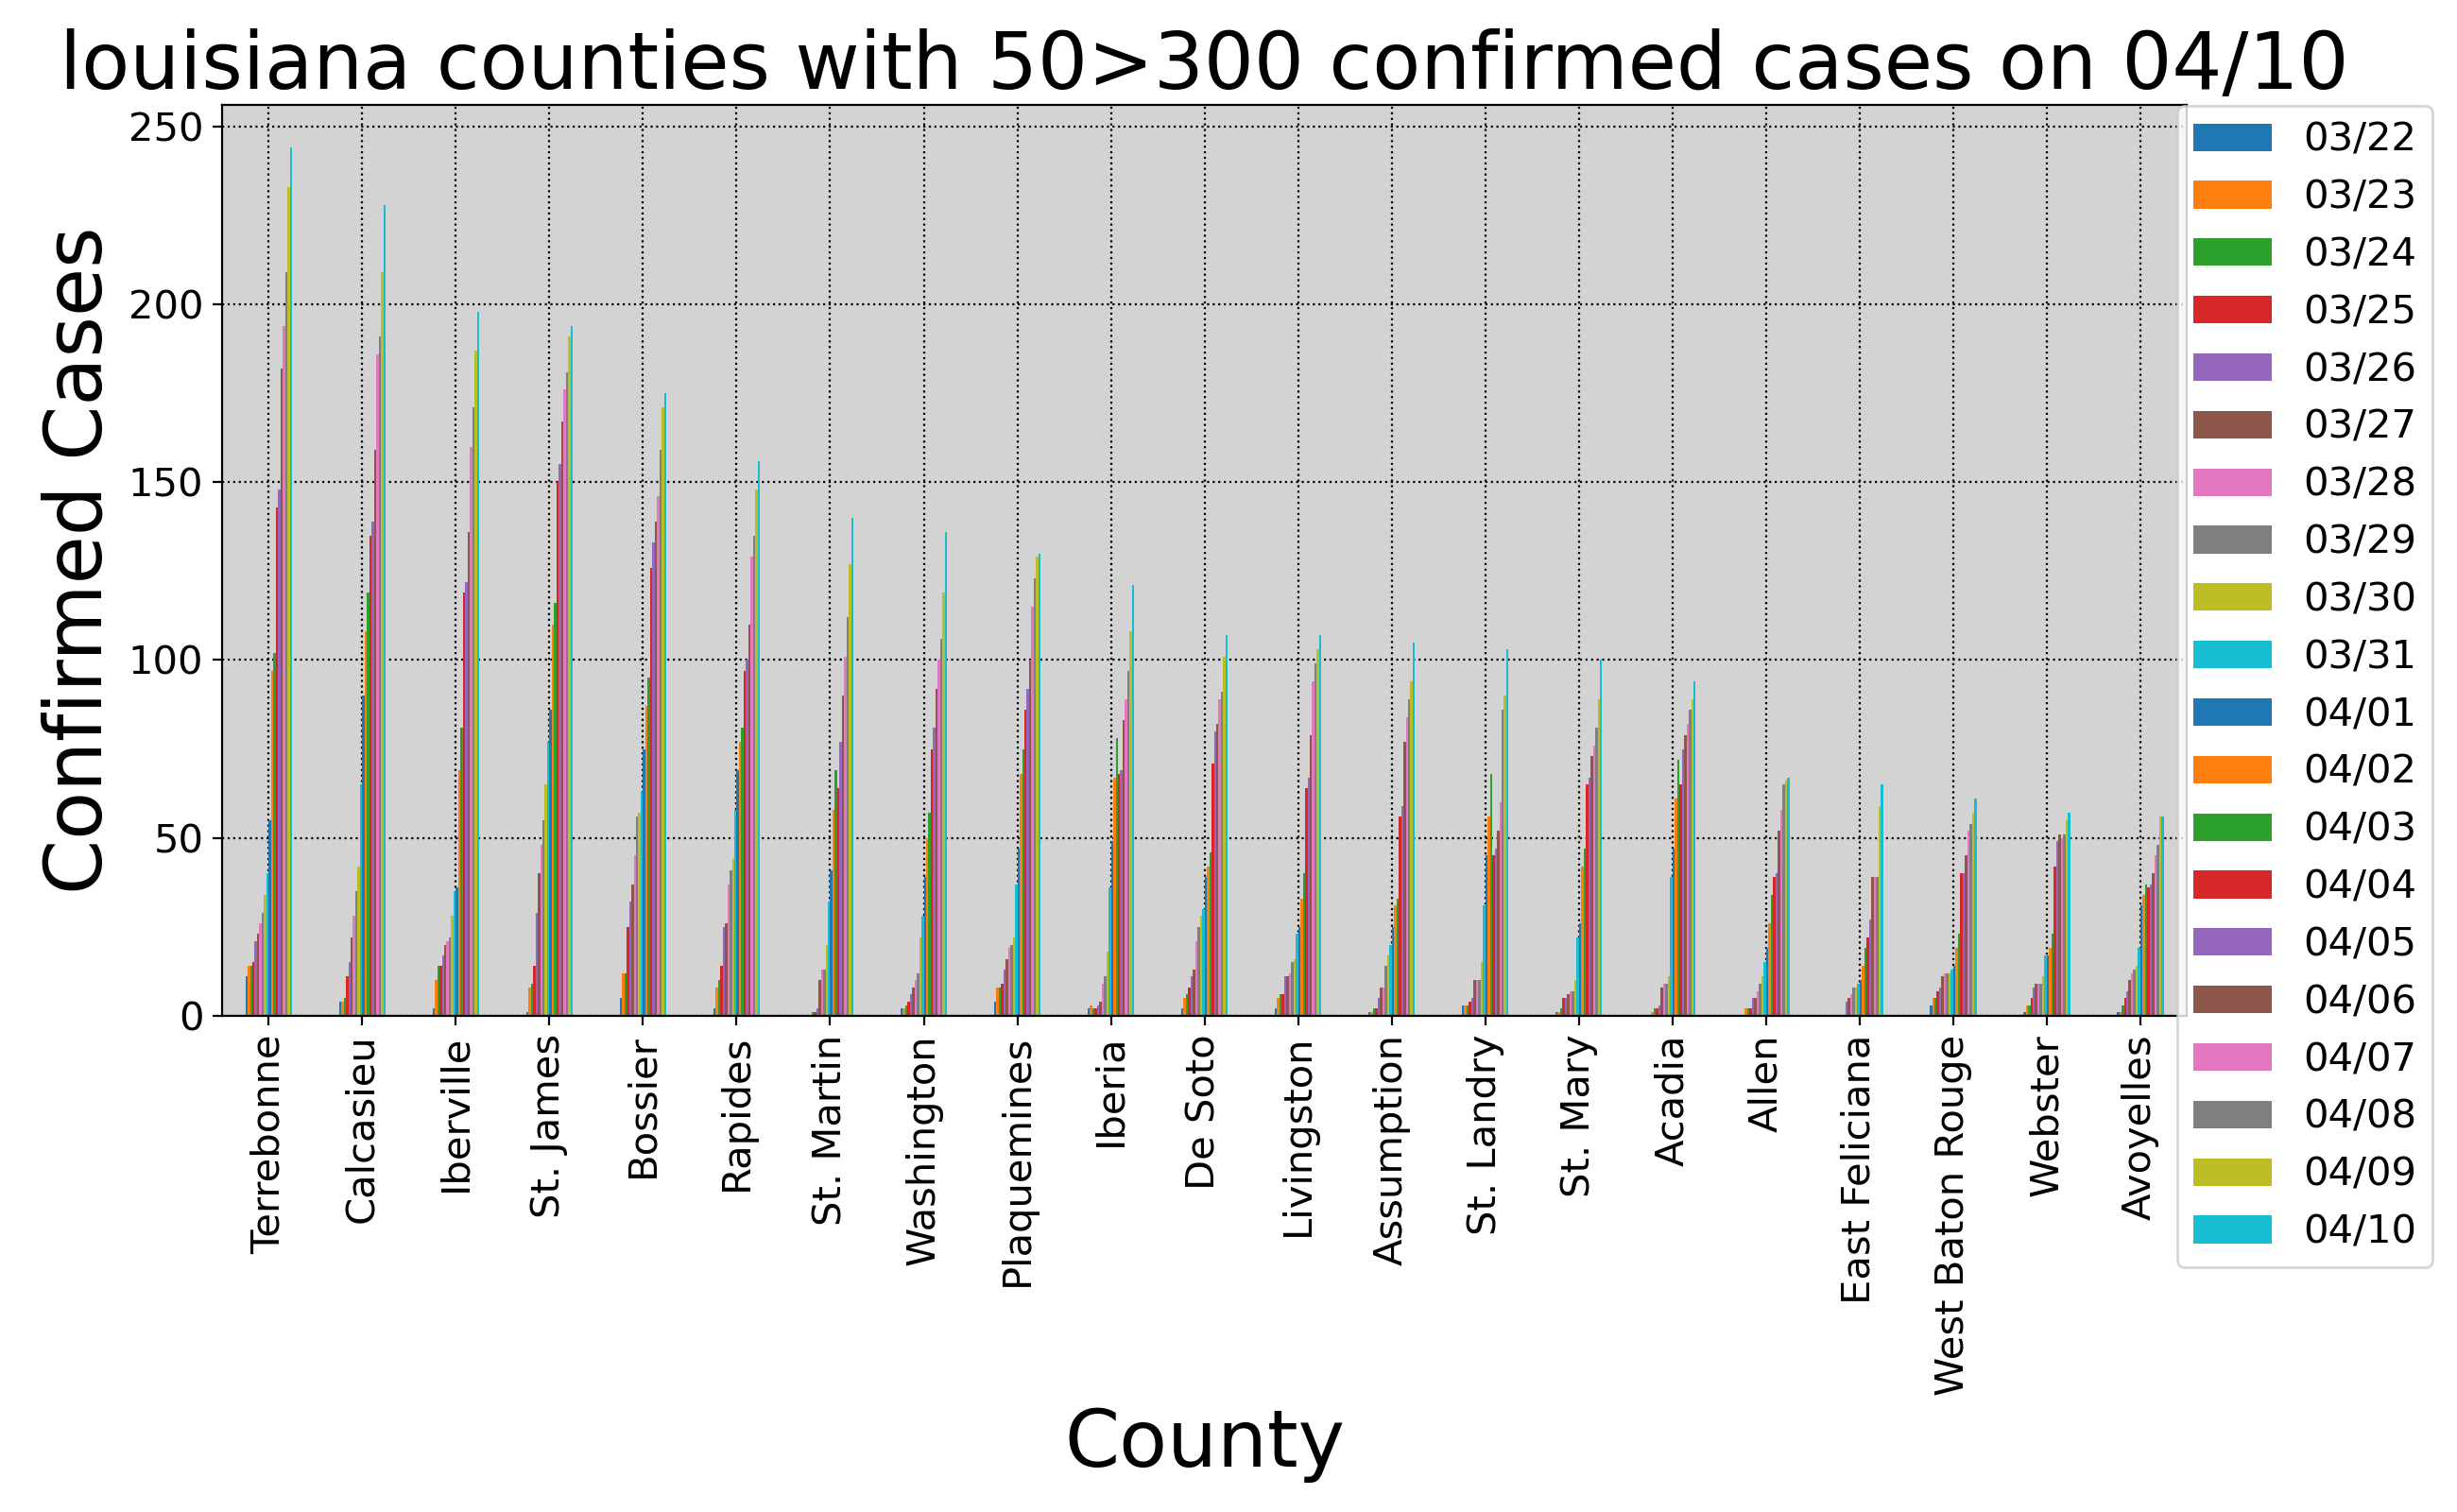 louisiana counties with 50>300 confirmed cases on 04/10
Confirmed Cases
250
200
150
100
50
0
Terrebonne
Calcasieu
Iberville
St. James
Bossier
Rapides
St. Martin
Washington
Plaquemines
Iberia
De Soto
Livingston
Assumption
St. Landry
St. Mary
Acadia
Allen
East Feliciana
West Baton Rouge
Webster
Avoyelles
County
03/22
03/23
03/24
03/25
03/26
03/27
03/28
03/29
03/30
03/31
04/01
04/02
04/03
04/04
04/05
04/06
04/07
04/08
04/09
04/10